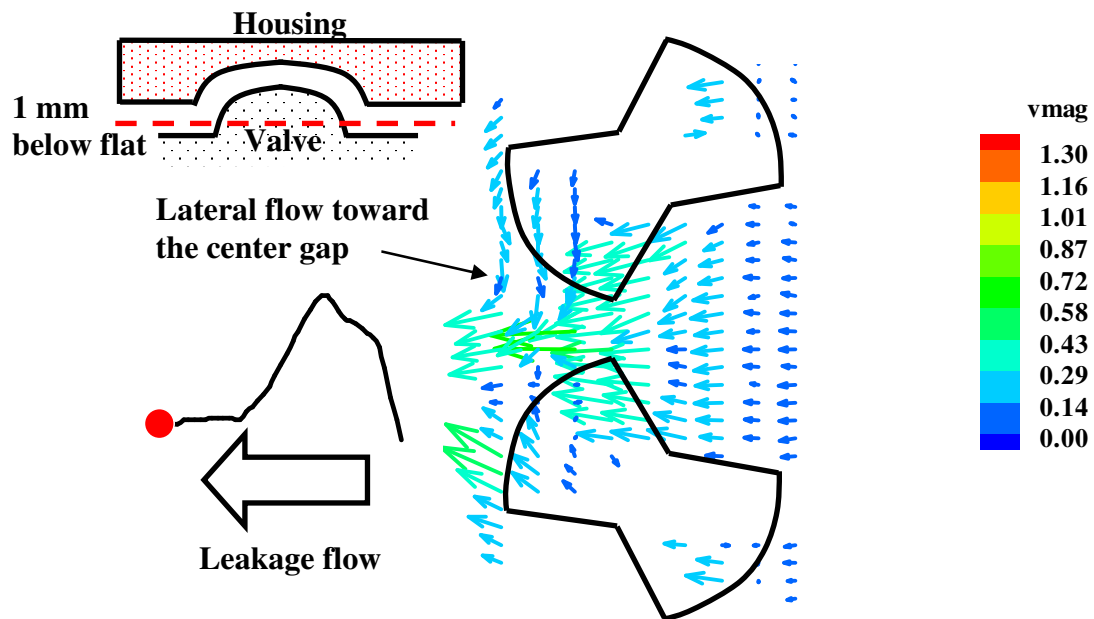 Housing
1 mm
below flat
Valve
Lateral flow toward
the center gap
Leakage flow
vmag
1.30
1.16
1.01
0.87
0.72
0.58
0.43
0.29
0.14
0.00